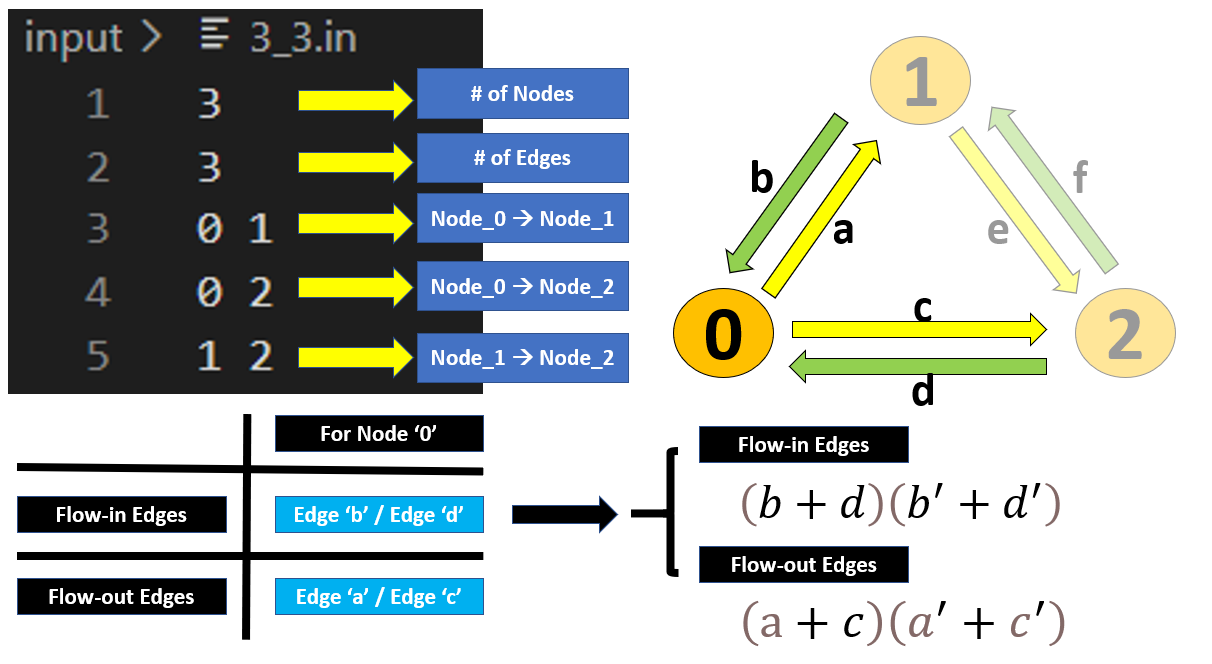 input > 3_3.in
1 3 # of Nodes
2 3 # of Edges
3 0 1 Node_0 → Node_1
4 0 2 Node_0 → Node_2
5 1 2 Node_1 → Node_2
1
b
a
f
e
0
c
2
d
For Node ‘0’
Flow-in Edges
Edge ‘b’ / Edge ‘d’
Flow-out Edges
Edge ‘a’ / Edge ‘c’
Flow-in Edges
(b + d)(b′ + d′)
Flow-out Edges
(a + c)(a′ + c′)